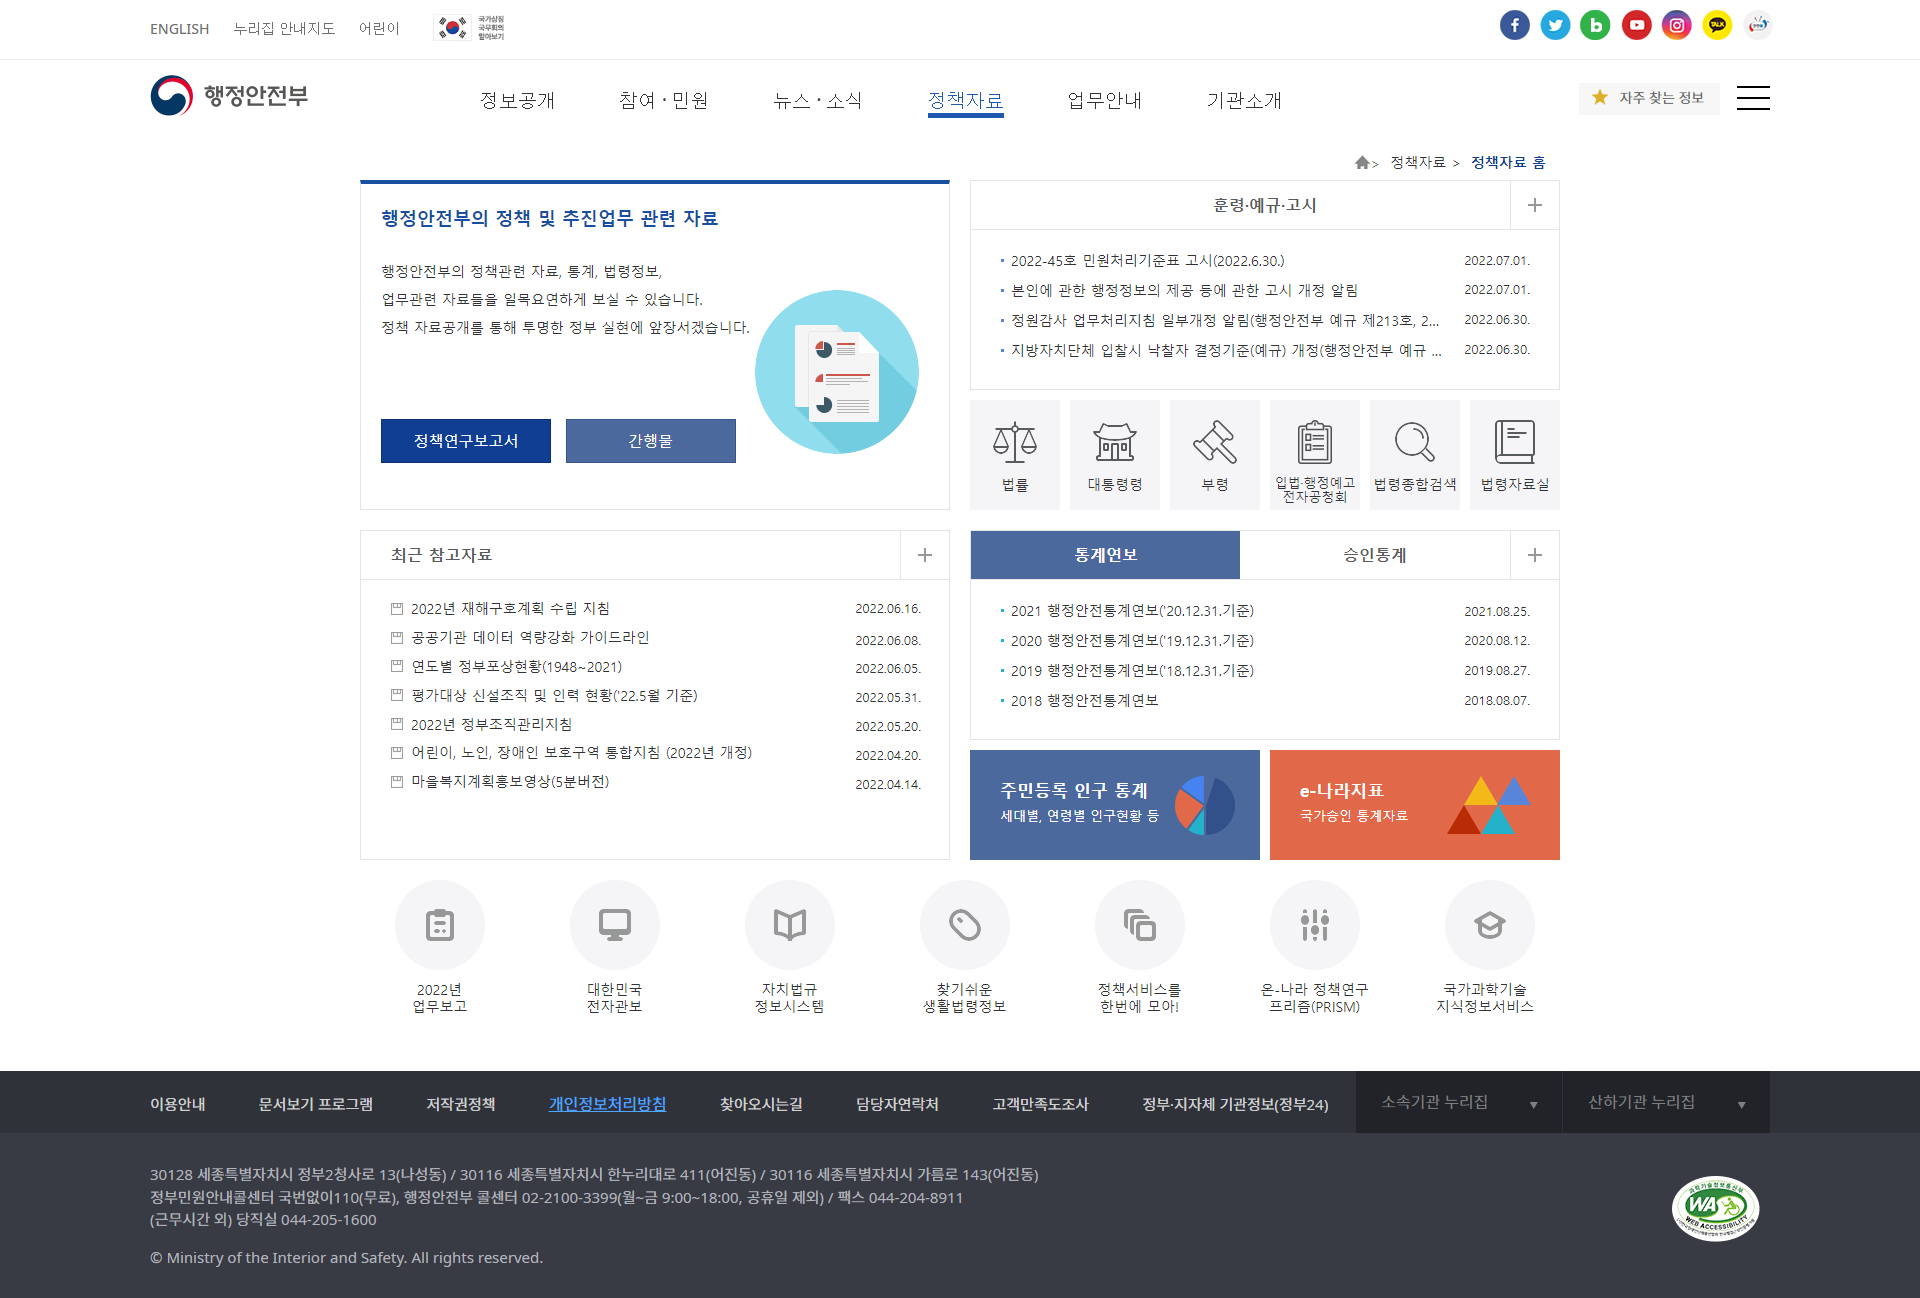 ENGLISH 누리집 안내지도 어린이
국가상징
국무회의
알아보기
TALK
행정안전부
정보공개 참여·민원 뉴스·소식 정책자료 업무안내 기관소개
자주 찾는 정보
> 정책자료 > 정책자료 홈
행정안전부의 정책 및 추진업무 관련 자료
행정안전부의 정책관련 자료, 통계, 법령정보,
업무관련 자료들을 일목요연하게 보실 수 있습니다.
정책 자료공개를 통해 투명한 정부 실현에 앞장서겠습니다.
정책연구보고서 간행물
훈령·예규·고시
2022-45호 민원처리기준표 고시(2022.6.30.) 2022.07.01.
본인에 관한 행정정보의 제공 등에 관한 고시 개정 알림 2022.07.01.
정원감사 업무처리지침 일부개정 알림(행정안전부 예규 제213호, 2... 2022.06.30.
지방자치단체 입찰시 낙찰자 결정기준(예규) 개정(행정안전부 예규 ... 2022.06.30.
법률
대통령령
부령
입법·행정예고
전자공청회
법령종합검색
법령자료실
최근 참고자료
2022년 재해구호계획 수립 지침 2022.06.16.
공공기관 데이터 역량강화 가이드라인 2022.06.08.
연도별 정부포상현황(1948~2021) 2022.06.05.
평가대상 신설조직 및 인력 현황('22.5월 기준) 2022.05.31.
2022년 정부조직관리지침 2022.05.20.
어린이, 노인, 장애인 보호구역 통합지침 (2022년 개정) 2022.04.20.
마을복지계획홍보영상(5분버전) 2022.04.14.
통계연보 승인통계
2021 행정안전통계연보('20.12.31.기준) 2021.08.25.
2020 행정안전통계연보('19.12.31.기준) 2020.08.12.
2019 행정안전통계연보('18.12.31.기준) 2019.08.27.
2018 행정안전통계연보 2018.08.07.
주민등록 인구 통계
세대별, 연령별 인구현황 등
e-나라지표
국가승인 통계자료
2022년
업무보고
대한민국
전자관보
자치법규
정보시스템
찾기쉬운
생활법령정보
정책서비스를
한번에 모아!
온-나라 정책연구
프리즘(PRISM)
국가과학기술
지식정보서비스
이용안내 문서보기 프로그램 저작권정책 개인정보처리방침 찾아오시는길 담당자연락처 고객만족도조사 정부·지자체 기관정보(정부24) 소속기관 누리집 ▼ 산하기관 누리집 ▼
30128 세종특별자치시 정부2청사로 13(나성동) / 30116 세종특별자치시 한누리대로 411(어진동) / 30116 세종특별자치시 가름로 143(어진동)
정부민원안내콜센터 국번없이110(무료), 행정안전부 콜센터 02-2100-3399(월~금 9:00~18:00, 공휴일 제외) / 팩스 044-204-8911
(근무시간 외) 당직실 044-205-1600
© Ministry of the Interior and Safety. All rights reserved.
과학기술정보통신부
WA
WEB ACCESSIBILITY